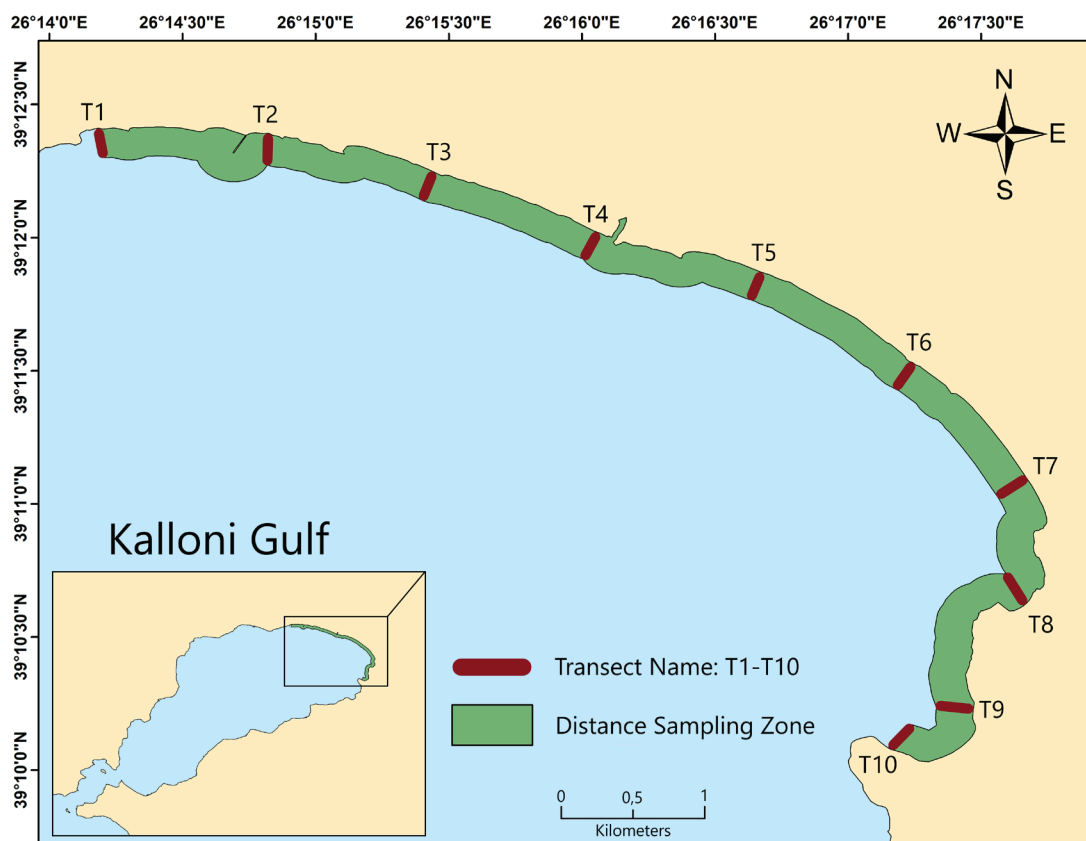 26°14'0"E 26°14'30"E 26°15'0"E 26°15'30"E 26°16'0"E 26°16'30"E 26°17'0"E 26°17'30"E
39°12'30"N
39°12'0"N
39°11'30"N
39°11'0"N
39°10'30"N
39°10'0"N
N
W E
S
T1
T2
T3
T4
T5
T6
T7
T8
T9
T10
Kalloni Gulf
Transect Name: T1-T10
Distance Sampling Zone
0 0,5 1
Kilometers